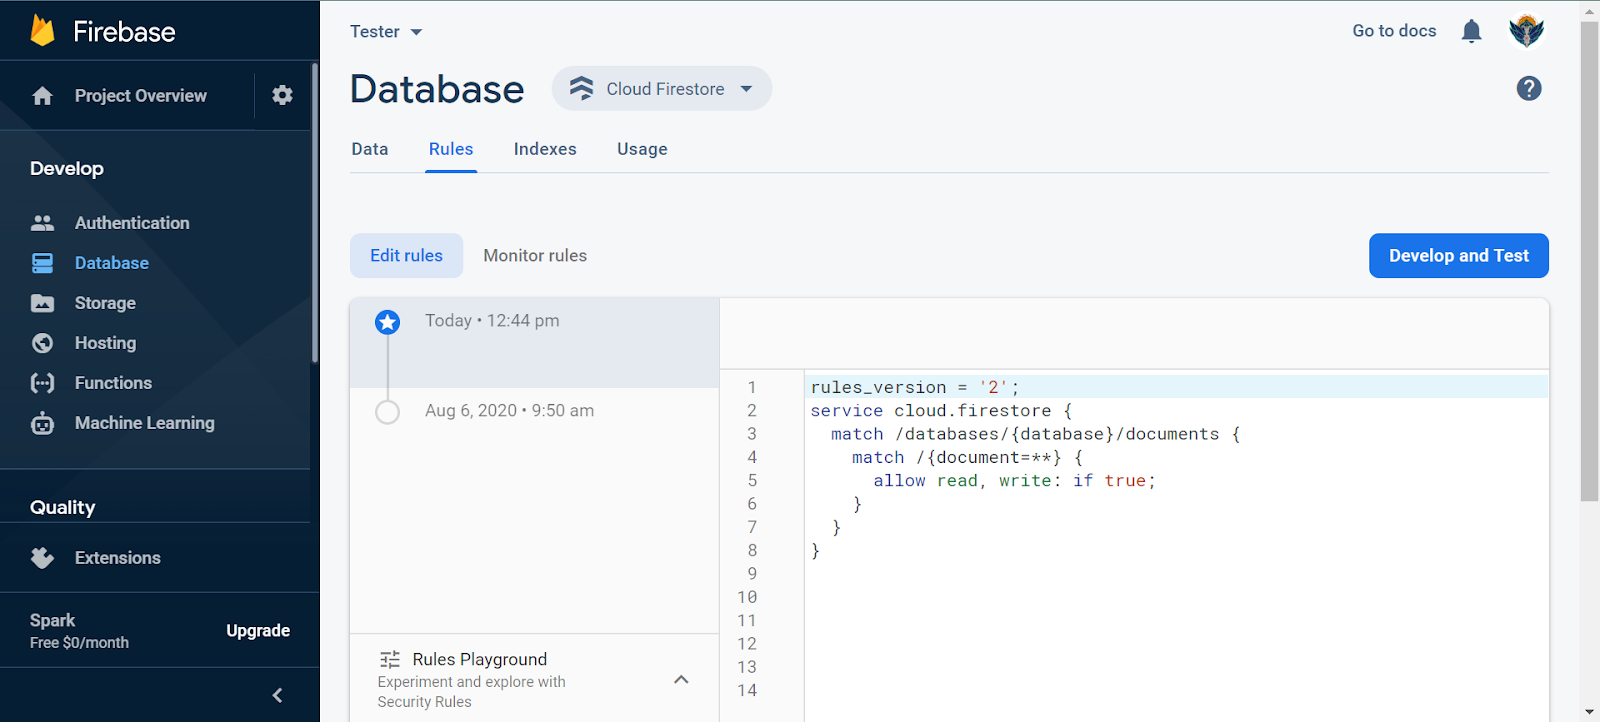 Firebase
Project Overview
Develop
Authentication
Database
Storage
Hosting
Functions
Machine Learning
Quality
Extensions
Spark
Free $0/month
Upgrade
Tester
Go to docs
Database
Cloud Firestore
Data Rules Indexes Usage
Edit rules Monitor rules
Develop and Test
Today • 12:44 pm
Aug 6, 2020 • 9:50 am
Rules Playground
Experiment and explore with
Security Rules
1 rules_version = '2';
2 service cloud.firestore {
3 match /databases/{database}/documents {
4 match /{document=**} {
5 allow read, write: if true;
6 }
7 }
8 }
9
10
11
12
13
14